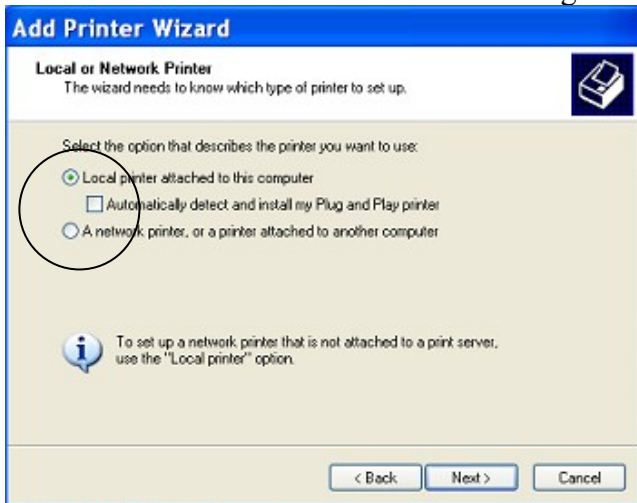 Add Printer Wizard
Local or Network Printer
The wizard needs to know which type of printer to set up.
Select the option that describes the printer you want to use:
Local printer attached to this computer
Automatically detect and install my Plug and Play printer
A network printer, or a printer attached to another computer
To set up a network printer that is not attached to a print server,
use the "Local printer" option.
< Back Next > Cancel